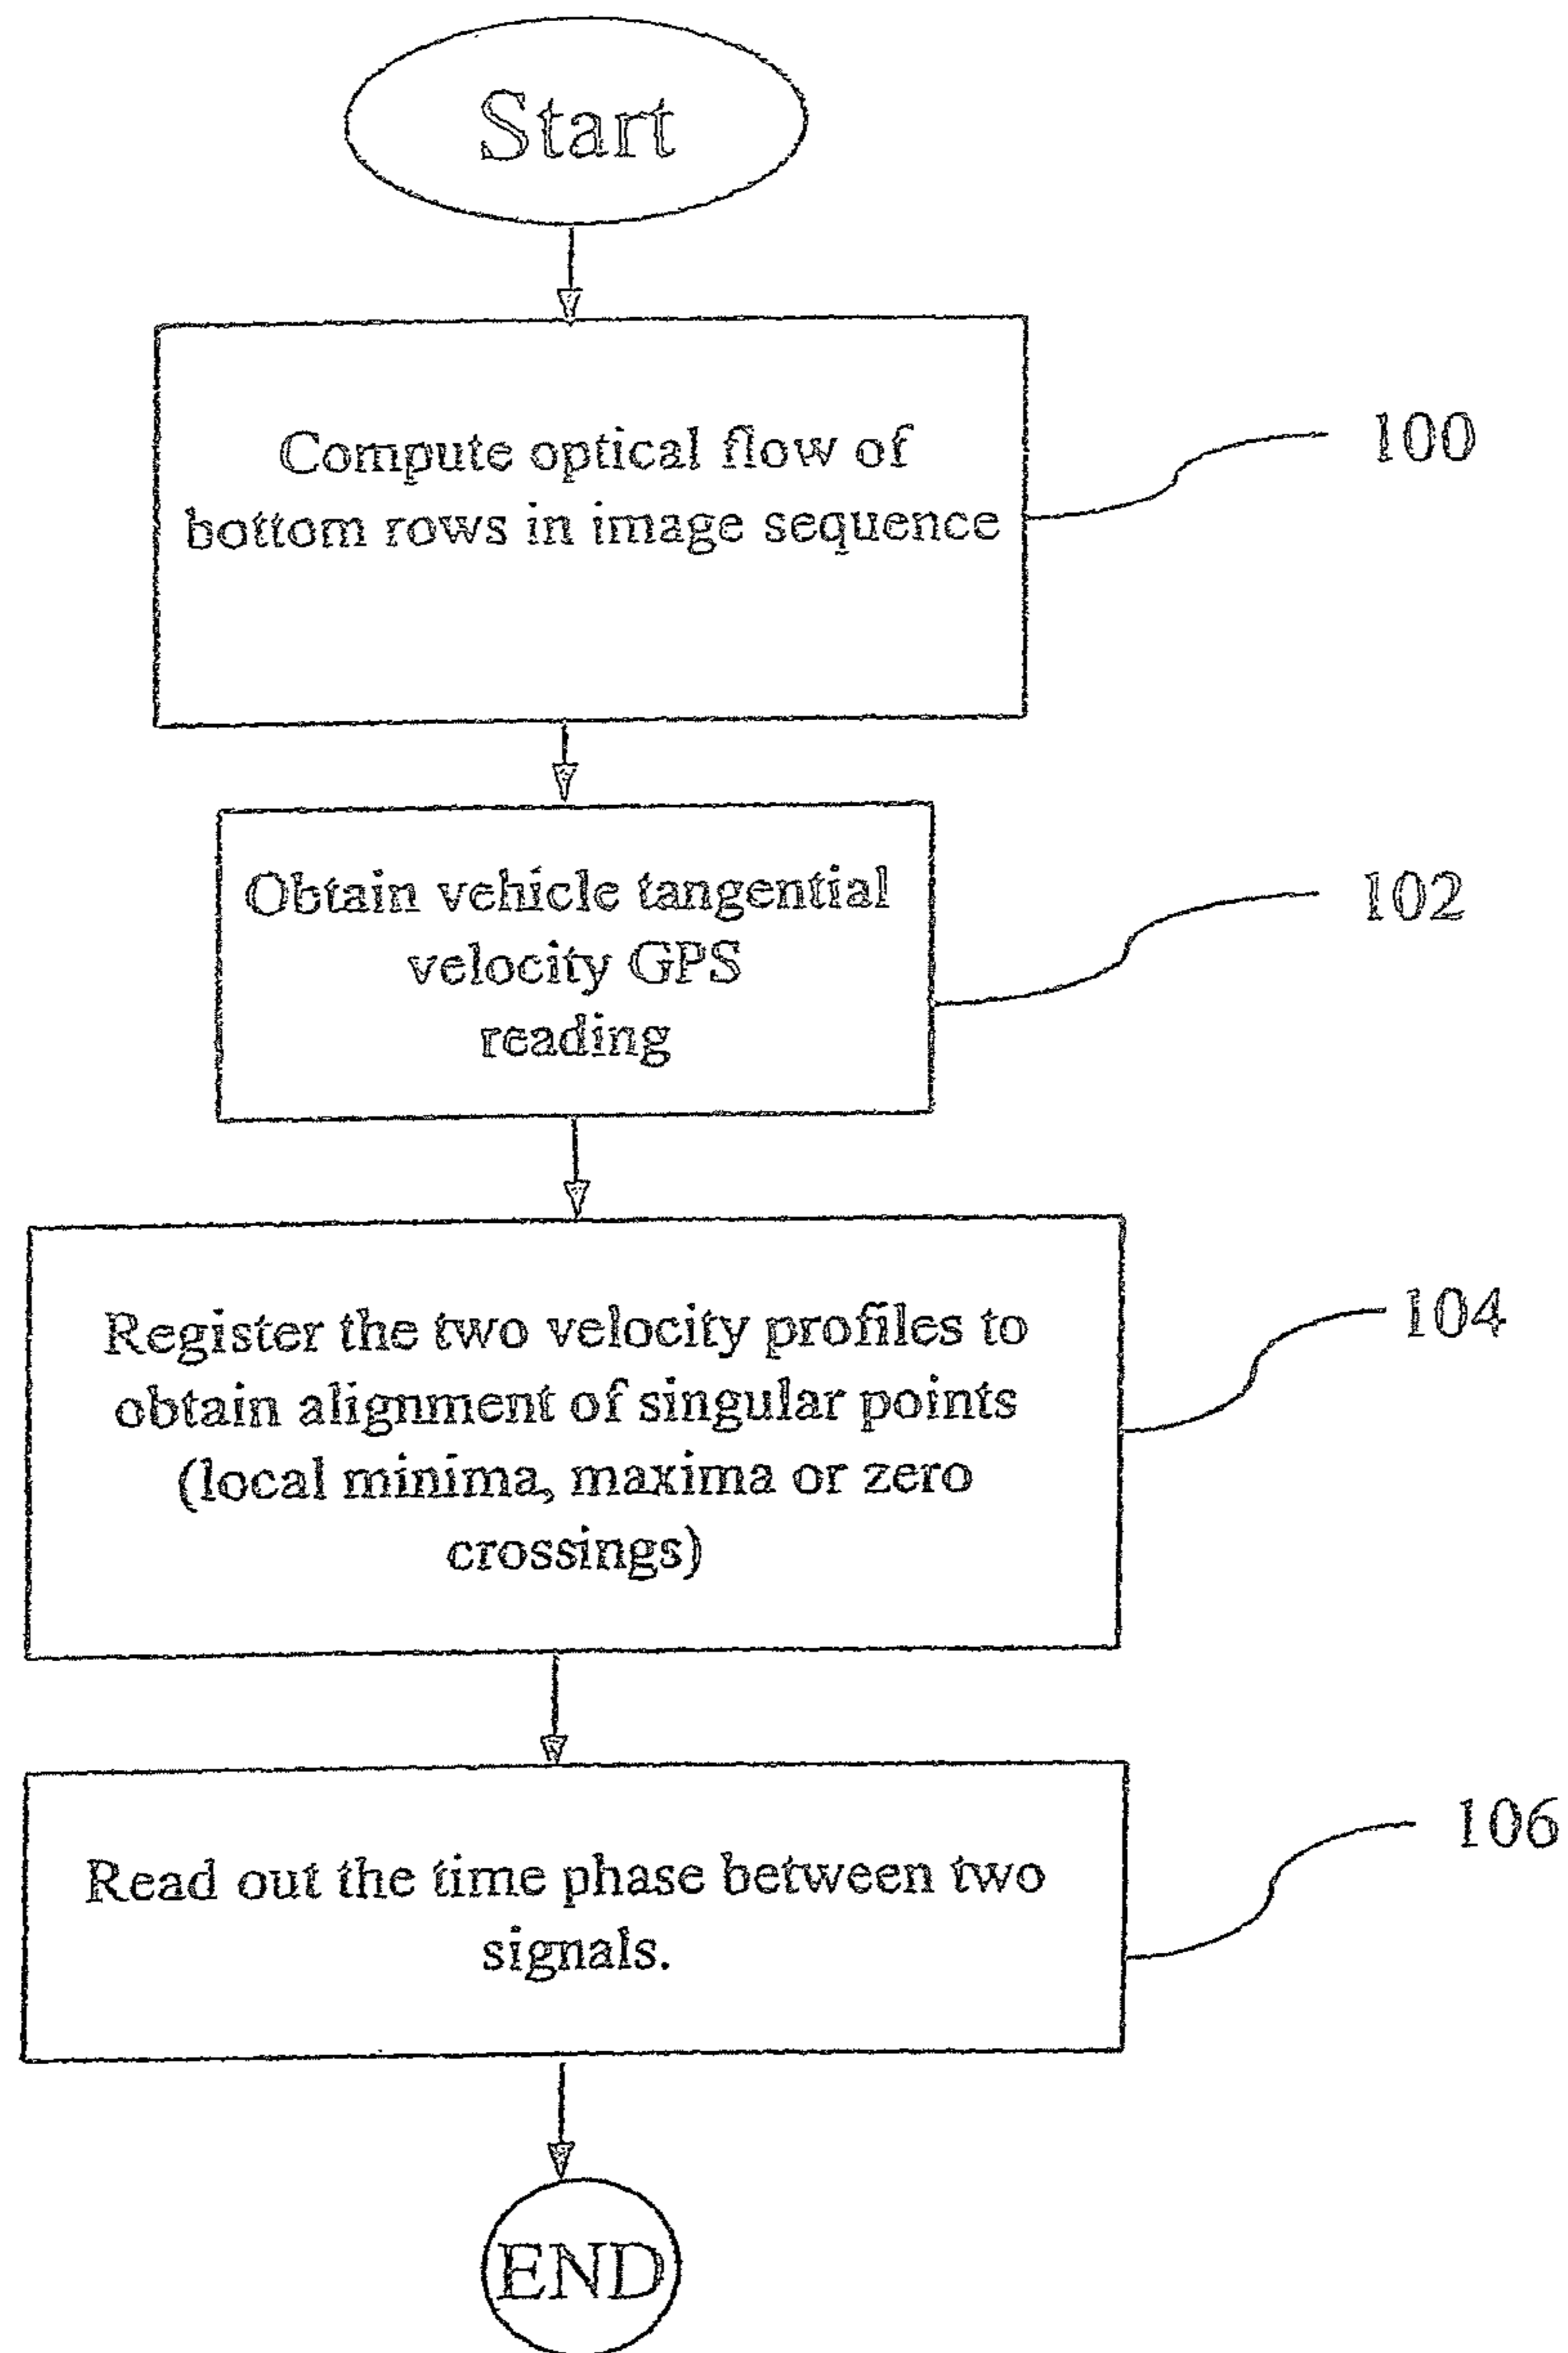 Start
Compute optical flow of
bottom rows in image sequence
100
Obtain vehicle tangential
velocity GPS
reading
102
Register the two velocity profiles to
obtain alignment of singular points
(local minima, maxima or zero
crossings)
104
Read out the time phase between two
signals.
106
END